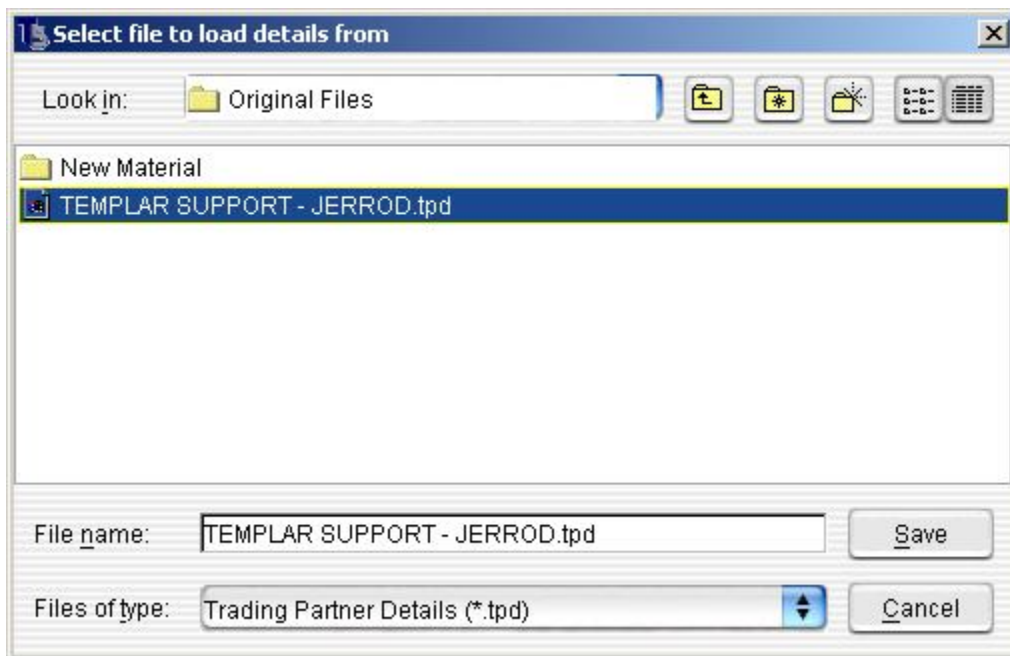 Select file to load details from
Look in: Original Files
New Material
TEMPLAR SUPPORT - JERROD.tpd
File name: TEMPLAR SUPPORT - JERROD.tpd Save
Files of type: Trading Partner Details (*.tpd) Cancel